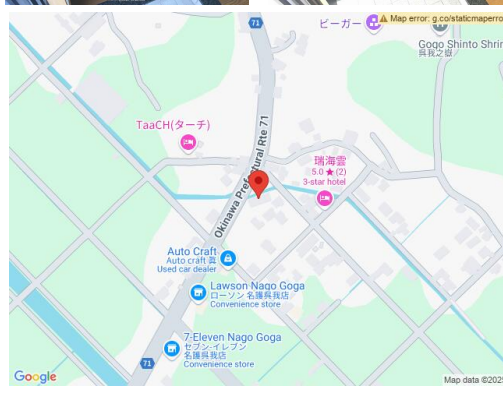 71
ビーガー
Map error: g.co/staticmaperro
Gogo Shinto Shrin
呉我之嶽
TaaCH(ターチ)
Okinawa Prefectural Rte 71
瑞海雲
5.0 ★ (2)
3-star hotel
Auto Craft
Auto craft 眞
Used car dealer
Lawson Nago Goga
ローソン 名護呉我店
Convenience store
7-Eleven Nago Goga
セブン-イレブン
名護呉我店
Convenience store
71
Google
Map data ©2025